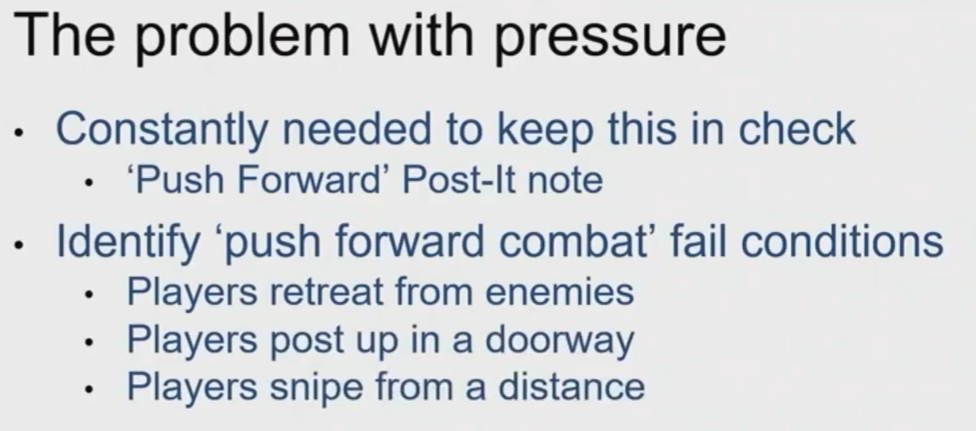 The problem with pressure
• Constantly needed to keep this in check
• ‘Push Forward’ Post-It note
• Identify ‘push forward combat’ fail conditions
• Players retreat from enemies
• Players post up in a doorway
• Players snipe from a distance